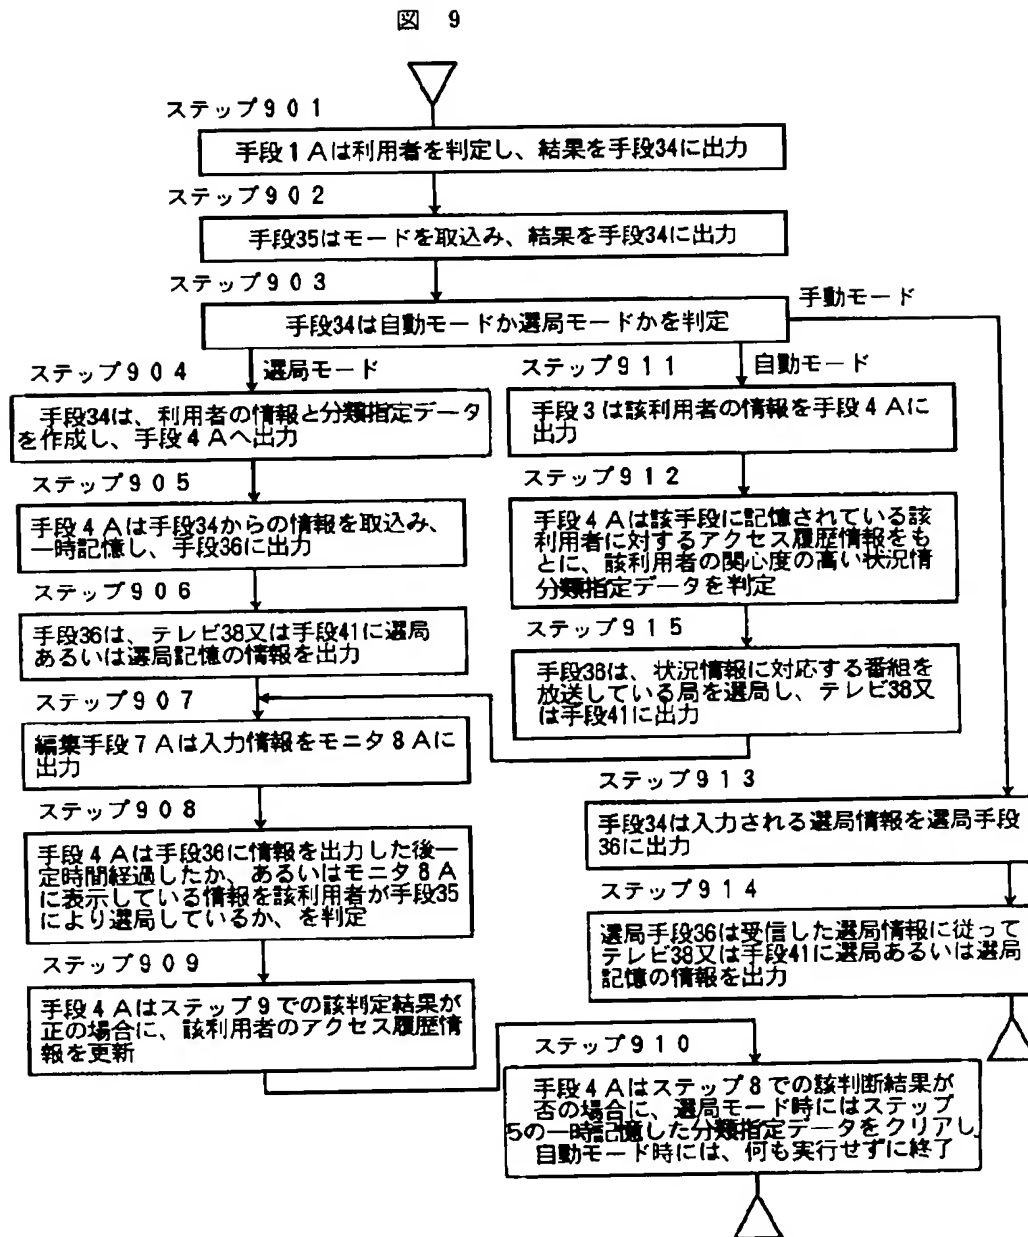 図 9
ステップ901
手段1Aは利用者を判定し、結果を手段34に出力
ステップ902
手段35はモードを取込み、結果を手段34に出力
ステップ903
手段34は自動モードか選局モードかを判定
手動モード
ステップ904
選局モード
手段34は、利用者の情報と分類指定データ
を作成し、手段4Aへ出力
ステップ905
手段4Aは手段34からの情報を取込み、
一時記憶し、手段36に出力
ステップ906
手段36は、テレビ38又は手段41に選局
あるいは選局記憶の情報を出力
ステップ907
編集手段7Aは入力情報をモニタ8Aに
出力
ステップ908
手段4Aは手段36に情報を出力した後一
定時間経過したか、あるいはモニタ8A
に表示している情報を該利用者が手段35
により選局しているか、を判定
ステップ909
手段4Aはステップ9での該判定結果が
正の場合に、該利用者のアクセス履歴情
報を更新
ステップ911
自動モード
手段3は該利用者の情報を手段4Aに
出力
ステップ912
手段4Aは該手段に記憶されている該
利用者に対するアクセス履歴情報をも
とに、該利用者の関心度の高い状況情
分類指定データを判定
ステップ915
手段36は、状況情報に対応する番組を
放送している局を選局し、テレビ38又
は手段41に出力
ステップ913
手段34は入力される選局情報を選局手段
36に出力
ステップ914
選局手段36は受信した選局情報に従って
テレビ38又は手段41に選局あるいは選局
記憶の情報を出力
ステップ910
手段4Aはステップ8での該判断結果が
否の場合に、選局モード時にはステップ
5の一時記憶した分類指定データをクリアし
自動モード時には、何も実行せずに終了